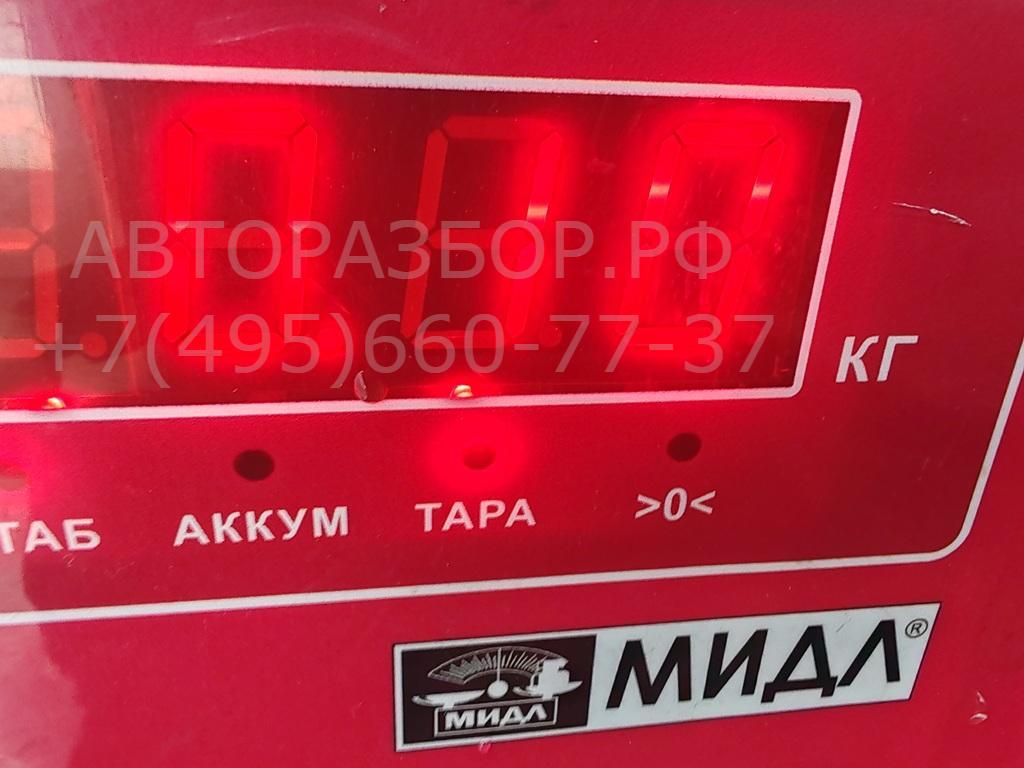 АВТОРАЗБОР.РФ
+7(495)660-77-37
КГ
ТАБ АККУМ ТАРА >0<
МИДЛ МИДЛ®